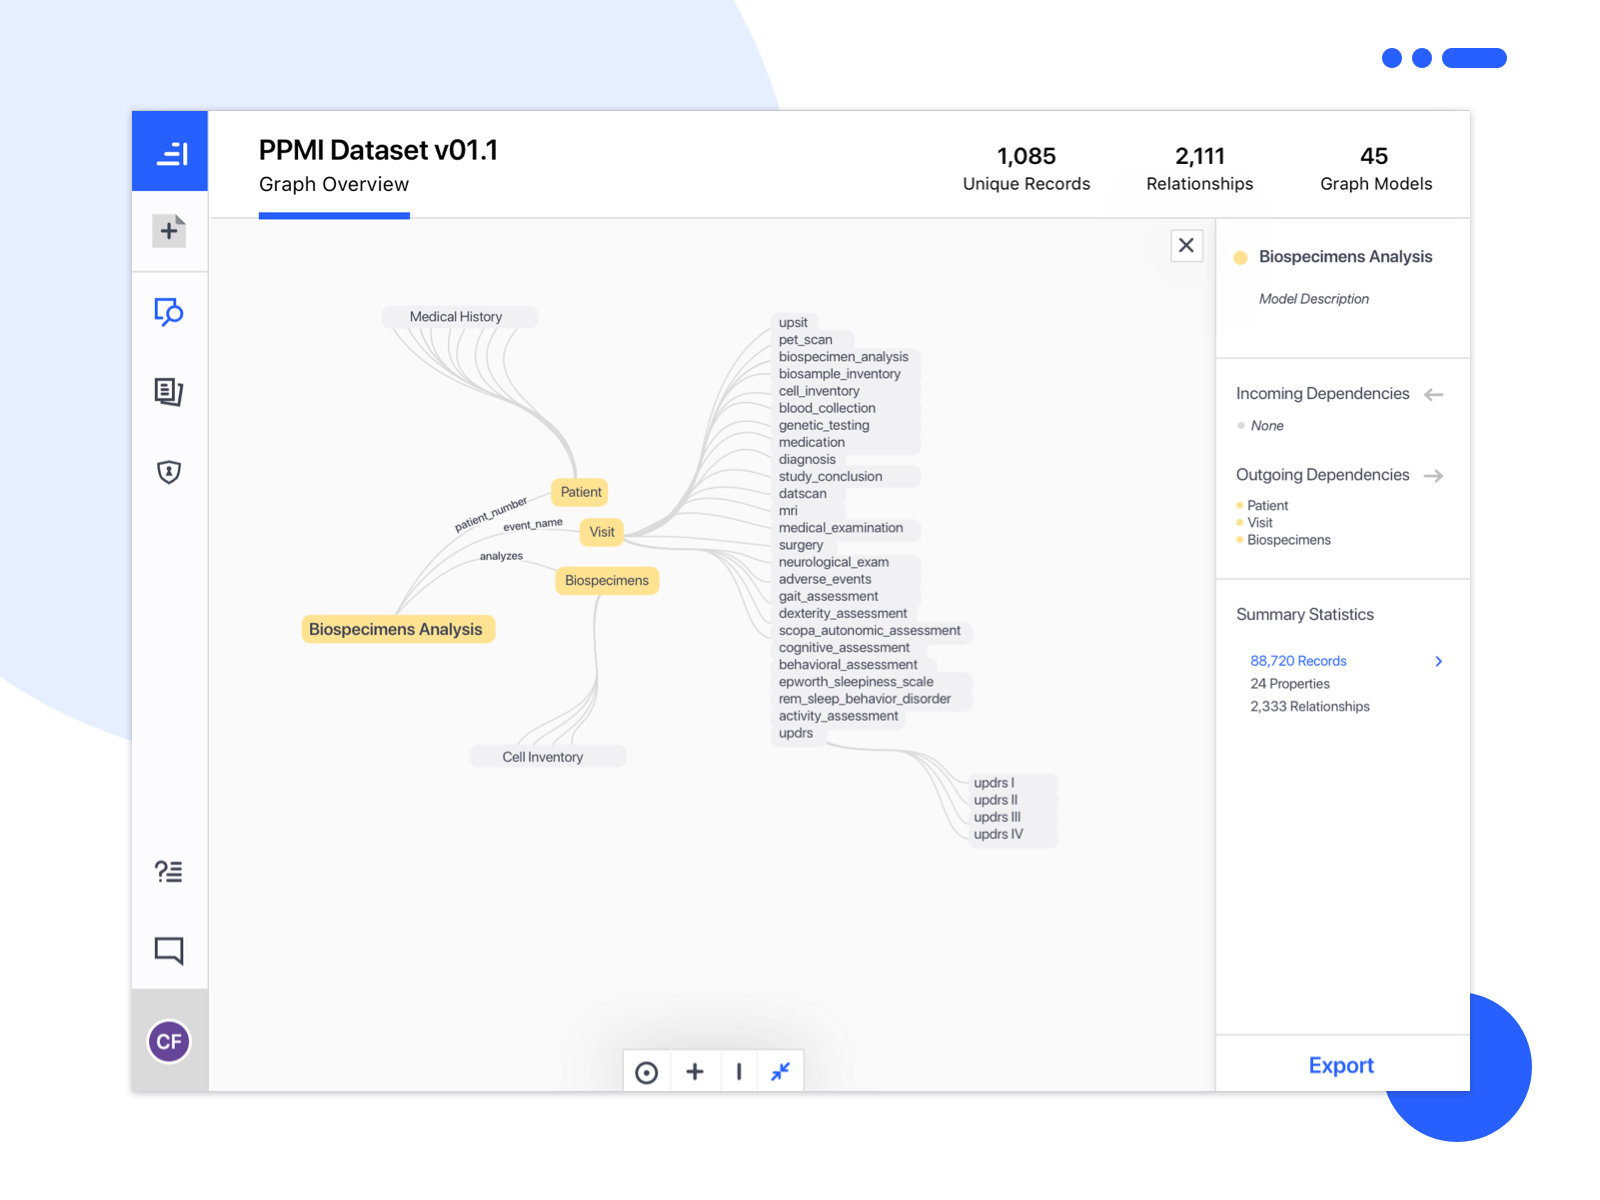 PPMI Dataset v01.1
Graph Overview
1,085
Unique Records
2,111
Relationships
45
Graph Models
Medical History
Patient
patient_number
event_name
Visit
analyzes
Biospecimens
Biospecimens Analysis
Cell Inventory
upsit
pet_scan
biospecimen_analysis
biosample_inventory
cell_inventory
blood_collection
genetic_testing
medication
diagnosis
study_conclusion
datscan
mri
medical_examination
surgery
neurological_exam
adverse_events
gait_assessment
dexterity_assessment
scopa_autonomic_assessment
cognitive_assessment
behavioral_assessment
epworth_sleepiness_scale
rem_sleep_behavior_disorder
activity_assessment
updrs
updrs I
updrs II
updrs III
updrs IV
Biospecimens Analysis
Model Description
Incoming Dependencies
None
Outgoing Dependencies
Patient
Visit
Biospecimens
Summary Statistics
88,720 Records
24 Properties
2,333 Relationships
Export
CF